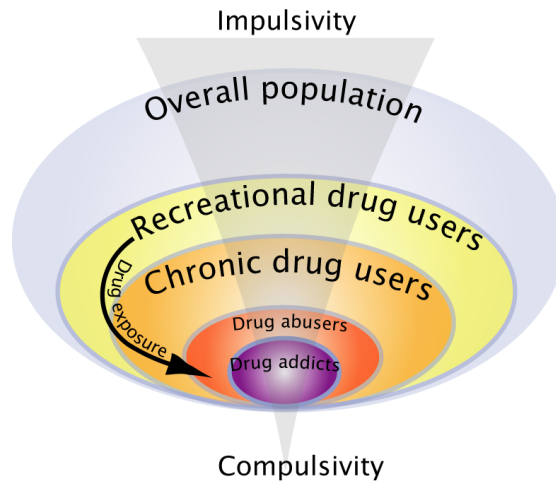 Impulsivity
Overall population
Recreational drug users
Chronic drug users
Drug exposure
Drug abusers
Drug addicts
Compulsivity